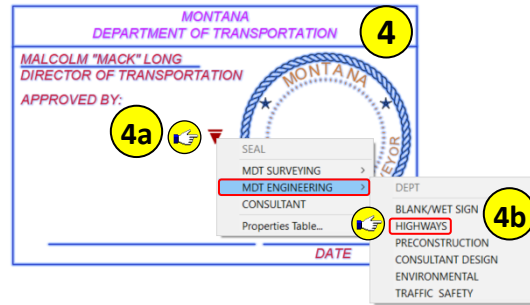 MONTANA
DEPARTMENT OF TRANSPORTATION
4
MALCOLM "MACK" LONG
DIRECTOR OF TRANSPORTATION
APPROVED BY:
MONTANA
4a
SEAL
MDT SURVEYING
MDT ENGINEERING
CONSULTANT
Properties Table...
DATE
DEPT
BLANK/WET SIGN
HIGHWAYS
PRECONSTRUCTION
CONSULTANT DESIGN
ENVIRONMENTAL
TRAFFIC SAFETY
4b